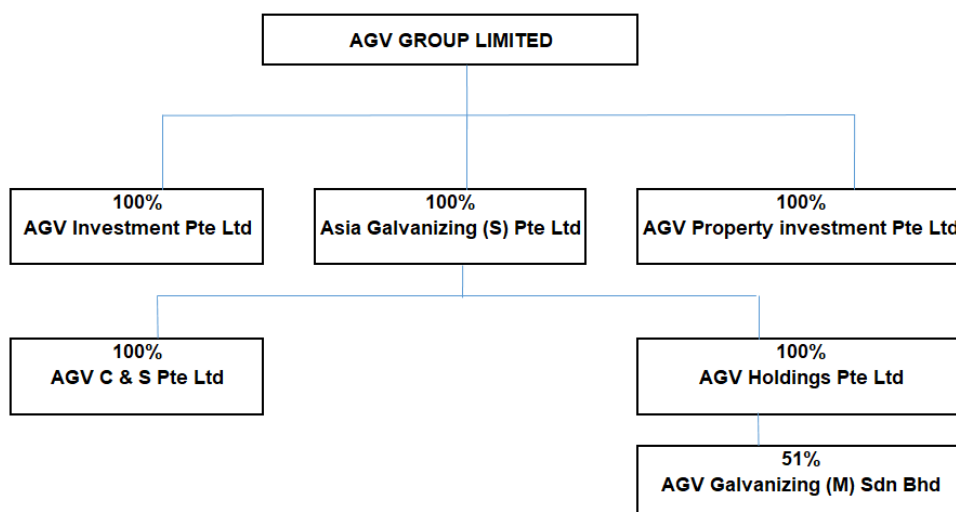 AGV GROUP LIMITED
100%
AGV Investment Pte Ltd
100%
Asia Galvanizing (S) Pte Ltd
100%
AGV Property investment Pte Ltd
100%
AGV C & S Pte Ltd
100%
AGV Holdings Pte Ltd
51%
AGV Galvanizing (M) Sdn Bhd